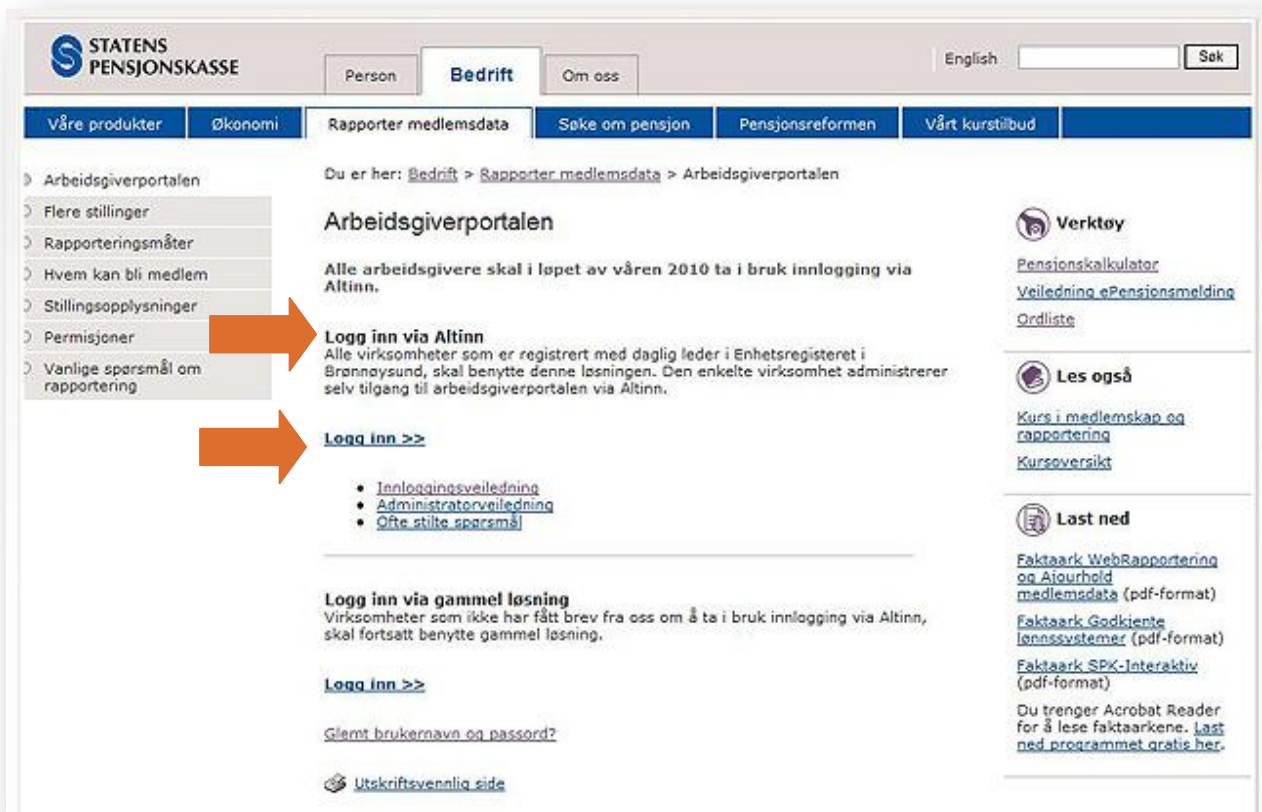 STATENS
PENSJONSKASSE
Person
Bedrift
Om oss
English
Søk
Våre produkter
Økonomi
Rapporter medlemsdata
Søke om pensjon
Pensjonsreformen
Vårt kurstilbud
Arbeidsgiverportalen
Flere stillinger
Rapporteringsmåter
Hvem kan bli medlem
Stillingsopplysninger
Permisjoner
Vanlige spørsmål om
rapportering
Du er her: Bedrift > Rapporter medlemsdata > Arbeidsgiverportalen
Arbeidsgiverportalen
Alle arbeidsgivere skal i løpet av våren 2010 ta i bruk innlogging via
Altinn.
Logg inn via Altinn
Alle virksomheter som er registrert med daglig leder i Enhetsregisteret i
Brønnøysund, skal benytte denne løsningen. Den enkelte virksomhet administrerer
selv tilgang til arbeidsgiverportalen via Altinn.
Logg inn >>
• Innloggingsveiledning
• Administratorveiledning
• Ofte stilte spørsmål
Logg inn via gammel løsning
Virksomheter som ikke har fått brev fra oss om å ta i bruk innlogging via Altinn,
skal fortsatt benytte gammel løsning.
Logg inn >>
Glemt brukernavn og passord?
Utskriftsvennlig side
Verktøy
Pensjonskalkulator
Veiledning ePensjonsmelding
Ordliste
Les også
Kurs i medlemskap og
rapportering
Kursoversikt
Last ned
Faktaark WebRapportering
og Ajourhold
medlemsdata (pdf-format)
Faktaark Godkjente
lønnssystemer (pdf-format)
Faktaark SPK-Interaktiv
(pdf-format)
Du trenger Acrobat Reader
for å lese faktaarkene. Last
ned programmet gratis her.